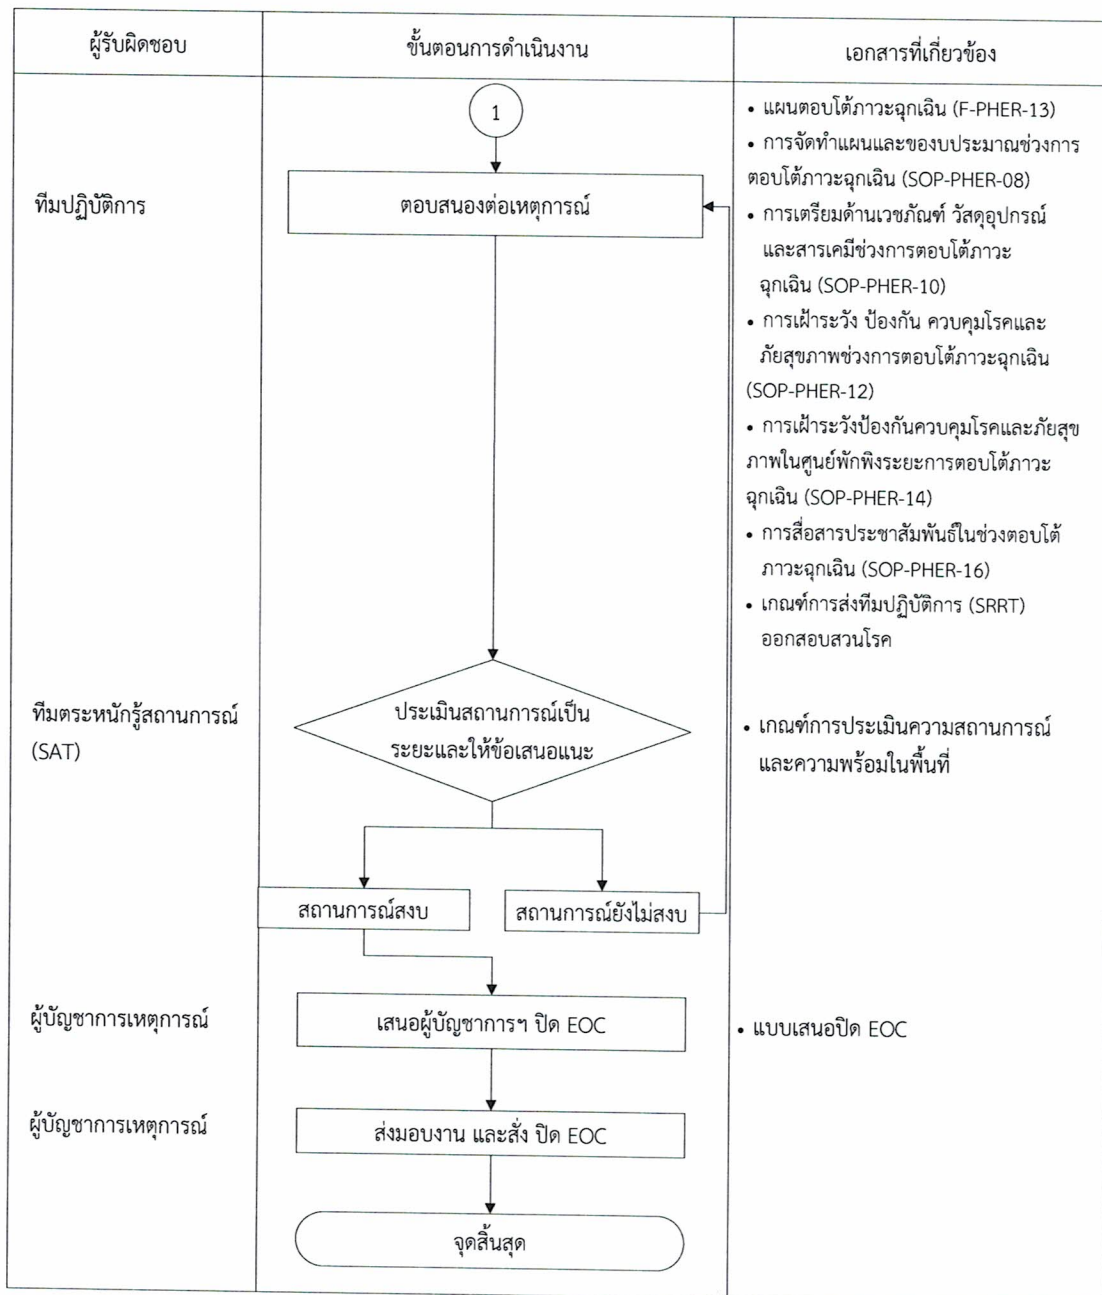 ผู้รับผิดชอบ
ขั้นตอนการดำเนินงาน
เอกสารที่เกี่ยวข้อง
1
ทีมปฏิบัติการ
ตอบสนองต่อเหตุการณ์
• แผนตอบโต้ภาวะฉุกเฉิน (F-PHER-13)
• การจัดทำแผนและของบประมาณช่วงการ
ตอบโต้ภาวะฉุกเฉิน (SOP-PHER-08)
• การเตรียมด้านเวชภัณฑ์ วัสดุอุปกรณ์
และสารเคมีช่วงการตอบโต้ภาวะ
ฉุกเฉิน (SOP-PHER-10)
• การเฝ้าระวัง ป้องกัน ควบคุมโรคและ
ภัยสุขภาพช่วงการตอบโต้ภาวะฉุกเฉิน
(SOP-PHER-12)
• การเฝ้าระวังป้องกันควบคุมโรคและภัยสุข
ภาพในศูนย์พักพิงระยะการตอบโต้ภาวะ
ฉุกเฉิน (SOP-PHER-14)
• การสื่อสารประชาสัมพันธ์ในช่วงตอบโต้
ภาวะฉุกเฉิน (SOP-PHER-16)
• เกณฑ์การส่งทีมปฏิบัติการ (SRRT)
ออกสอบสวนโรค
ทีมตระหนักรู้สถานการณ์
(SAT)
ประเมินสถานการณ์เป็น
ระยะและให้ข้อเสนอแนะ
• เกณฑ์การประเมินความสถานการณ์
และความพร้อมในพื้นที่
สถานการณ์สงบ
สถานการณ์ยังไม่สงบ
ผู้บัญชาการเหตุการณ์
เสนอผู้บัญชาการฯ ปิด EOC
• แบบเสนอปิด EOC
ผู้บัญชาการเหตุการณ์
ส่งมอบงาน และสั่ง ปิด EOC
จุดสิ้นสุด